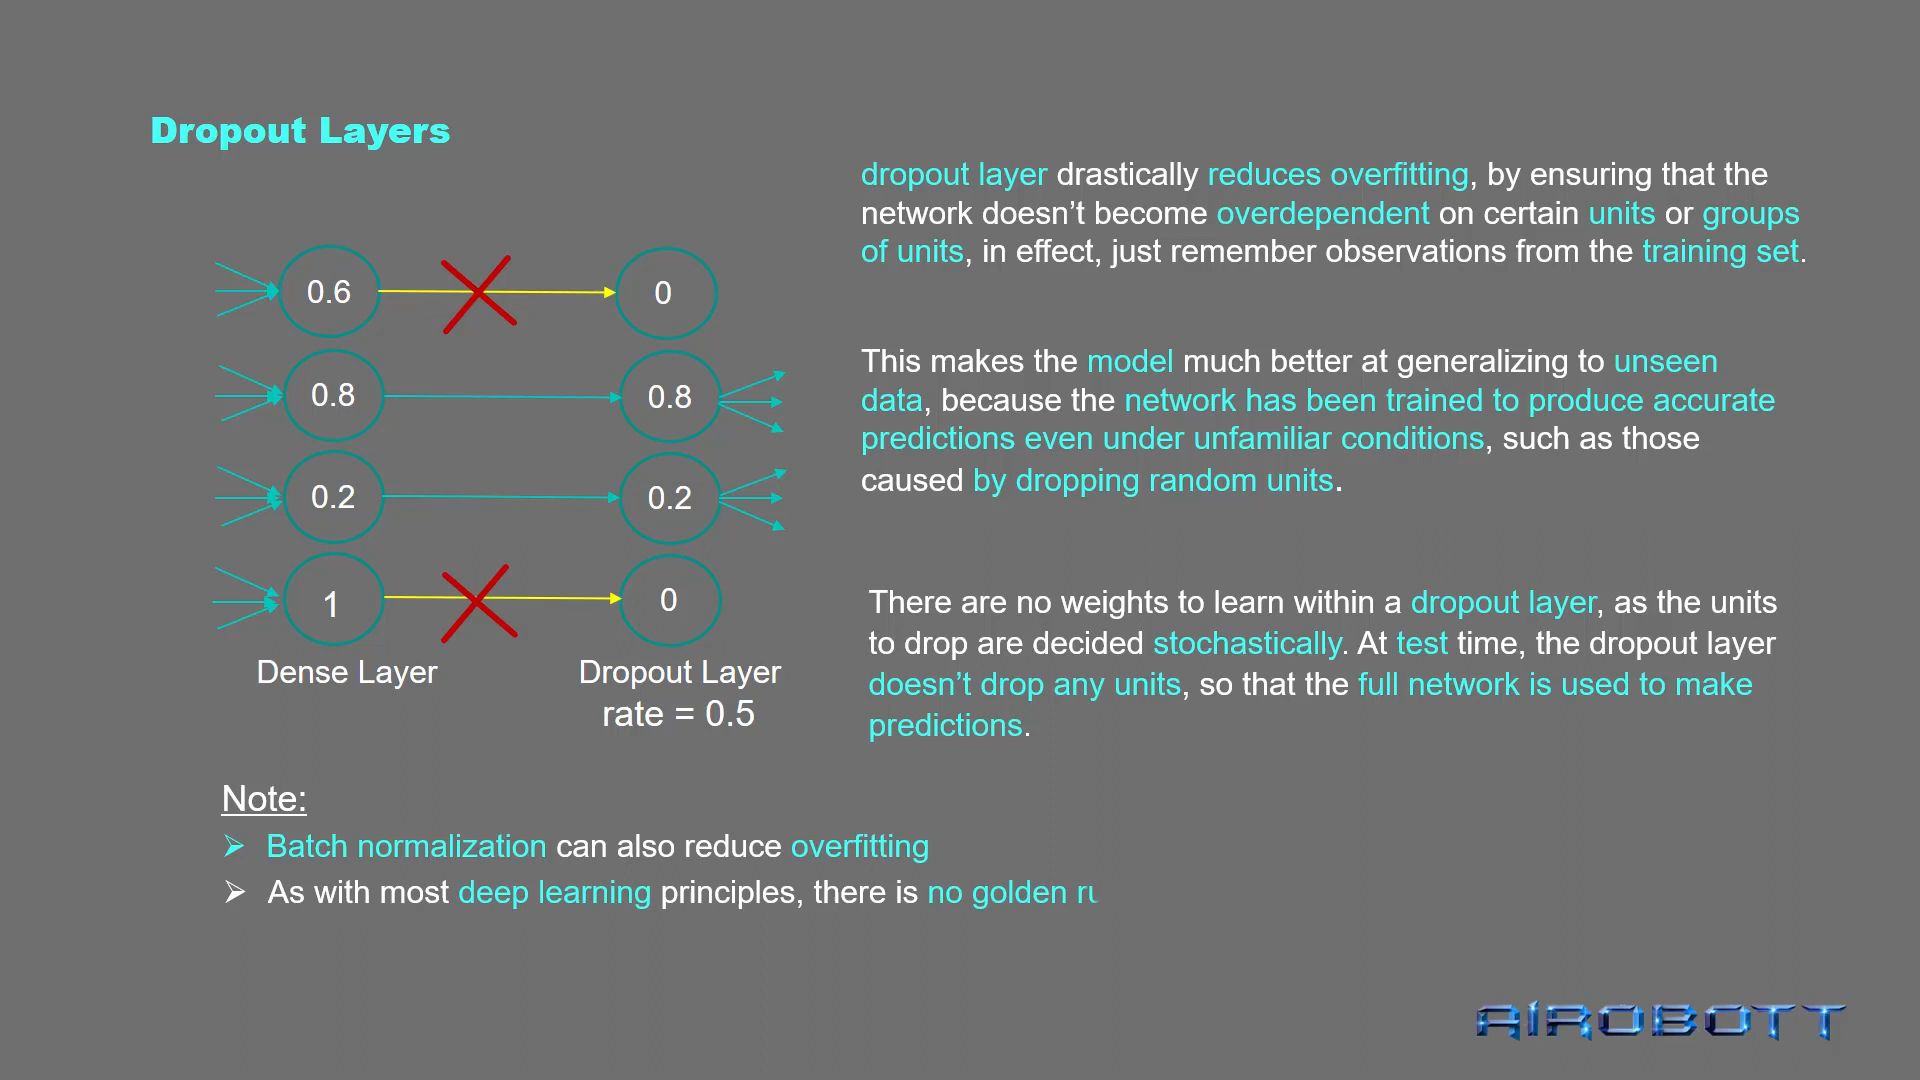 Dropout Layers
dropout layer drastically reduces overfitting, by ensuring that the
network doesn’t become overdependent on certain units or groups
of units, in effect, just remember observations from the training set.
0.6
0
0.8
0.8
0.2
0.2
1
0
Dense Layer
Dropout Layer
rate = 0.5
This makes the model much better at generalizing to unseen
data, because the network has been trained to produce accurate
predictions even under unfamiliar conditions, such as those
caused by dropping random units.
There are no weights to learn within a dropout layer, as the units
to drop are decided stochastically. At test time, the dropout layer
doesn’t drop any units, so that the full network is used to make
predictions.
Note:
➢ Batch normalization can also reduce overfitting
➢ As with most deep learning principles, there is no golden
AIROBOTT